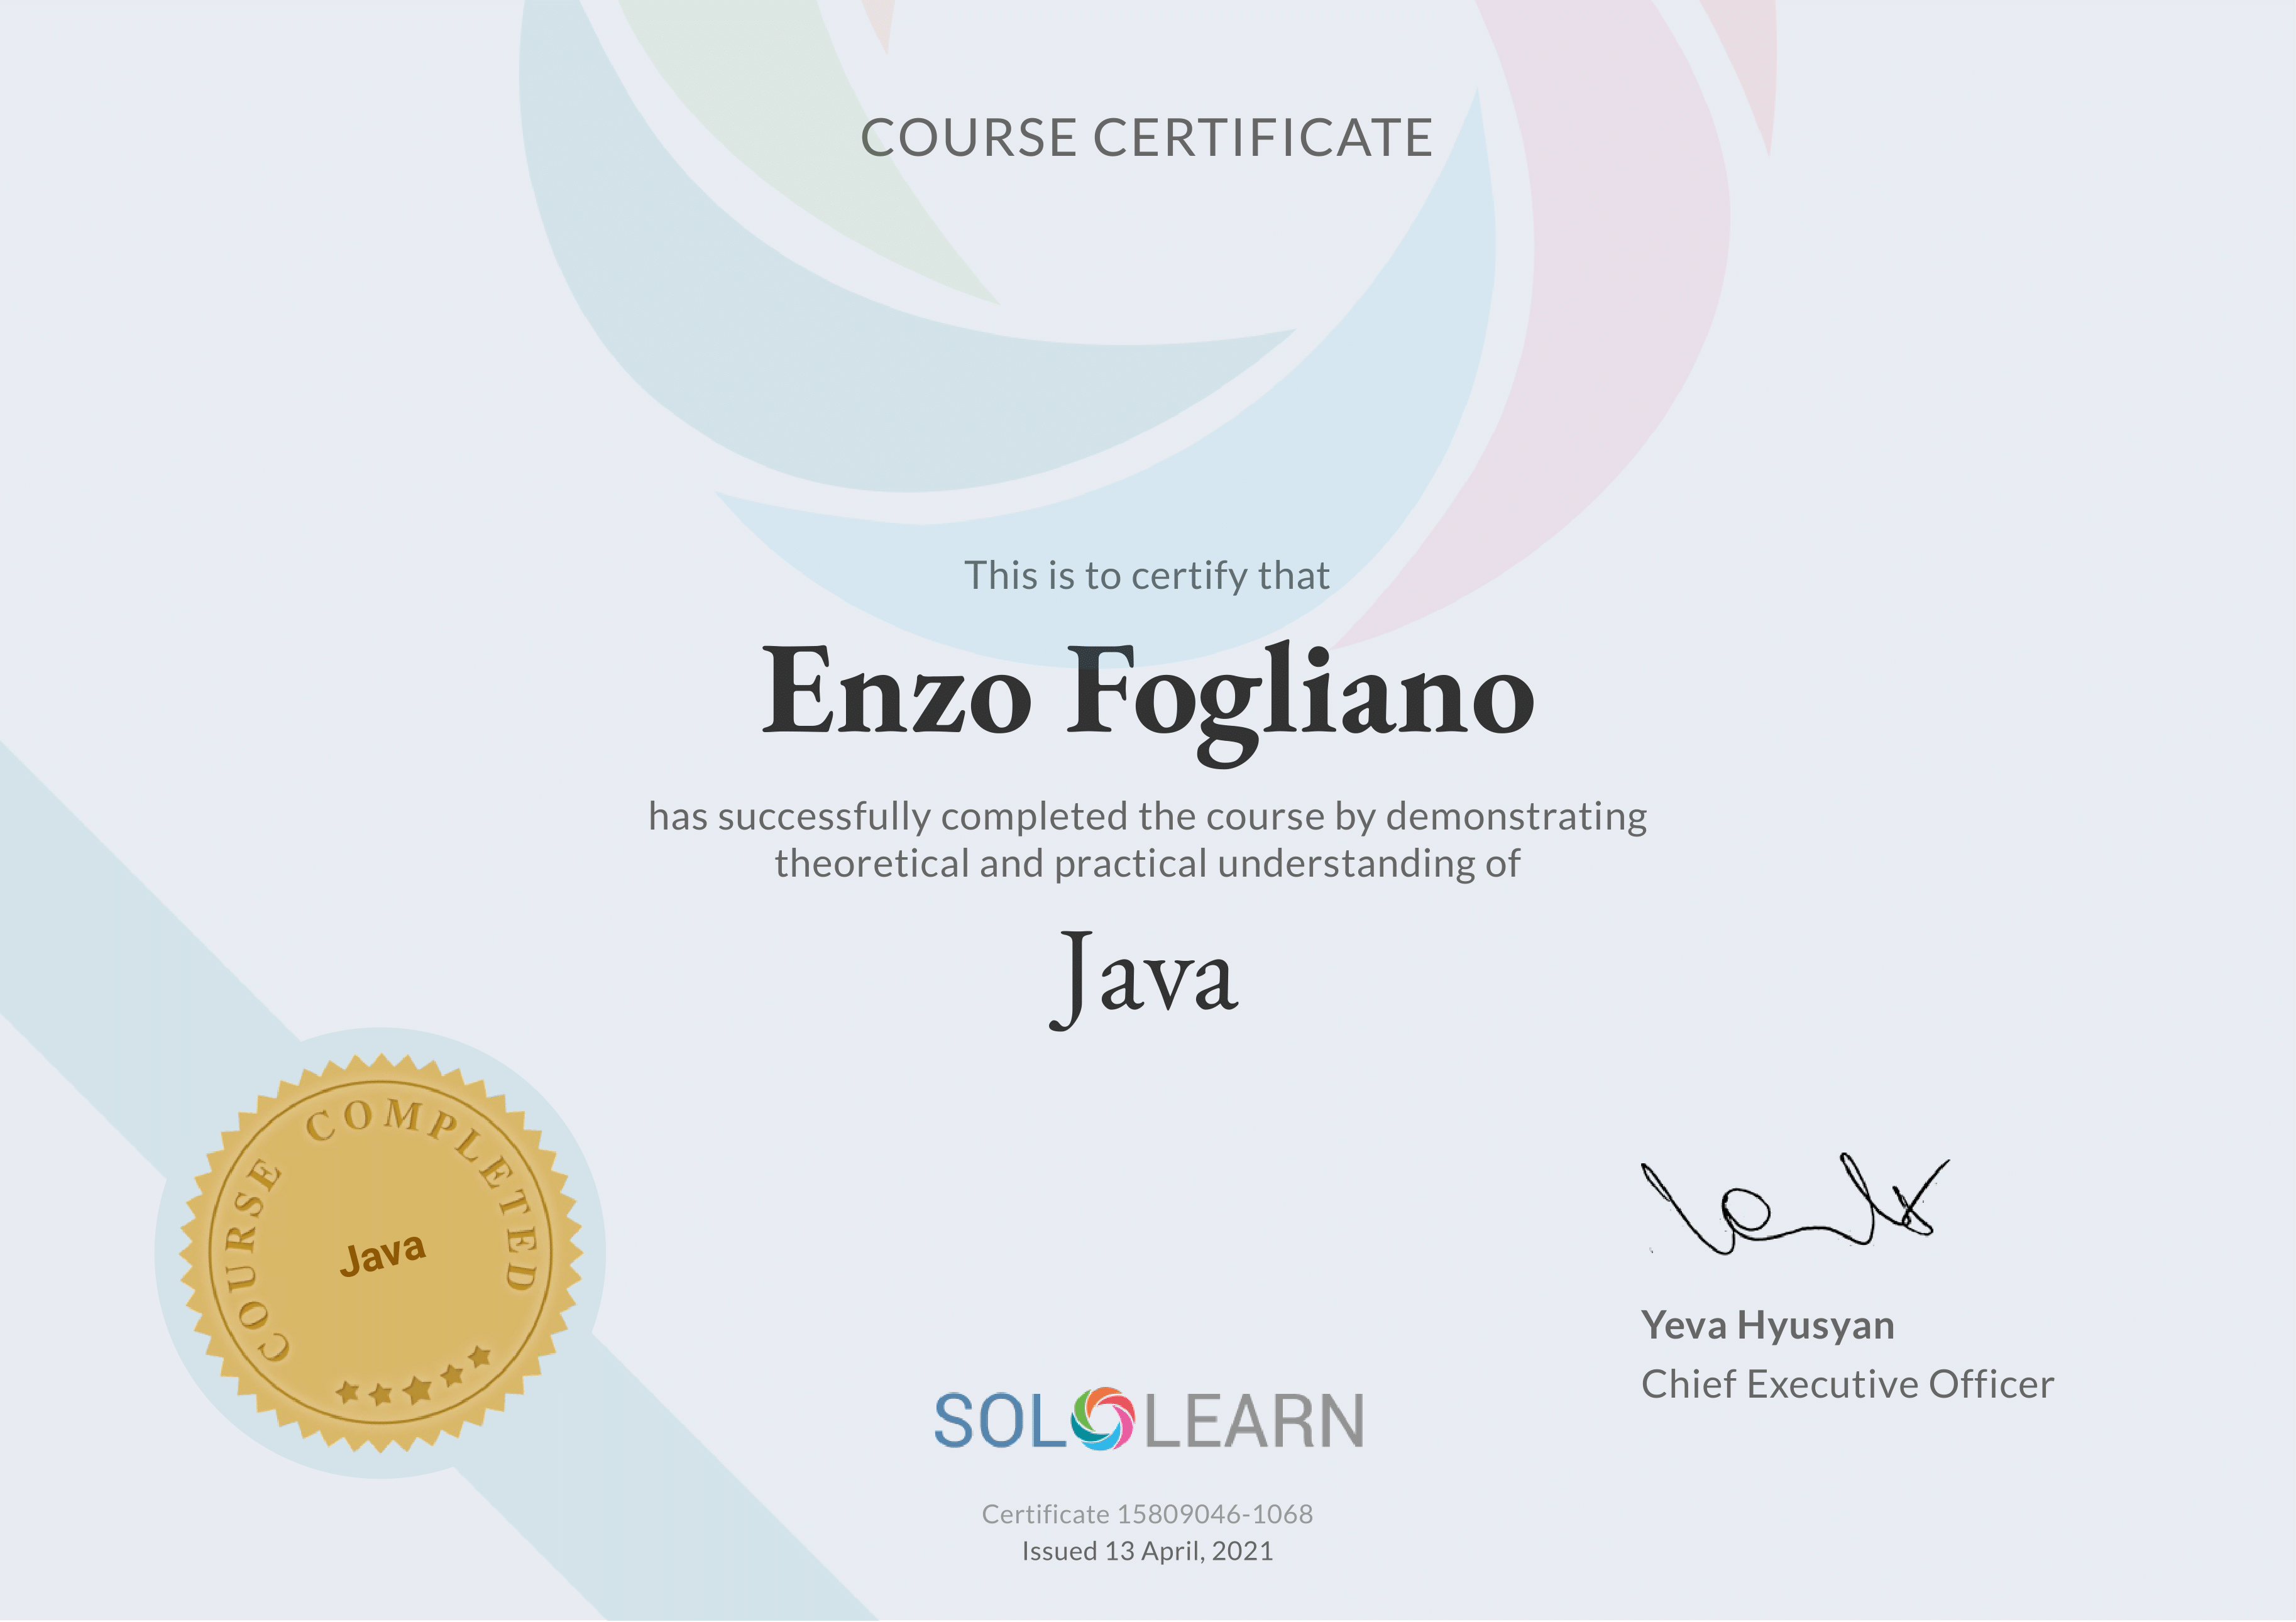 COURSE CERTIFICATE
This is to certify that
Enzo Fogliano
has successfully completed the course by demonstrating
theoretical and practical understanding of
Java
COURSE COMPLETED
Java
Yeva Hyusyan
Chief Executive Officer
SOLOLEARN
Certificate 15809046-1068
Issued 13 April, 2021